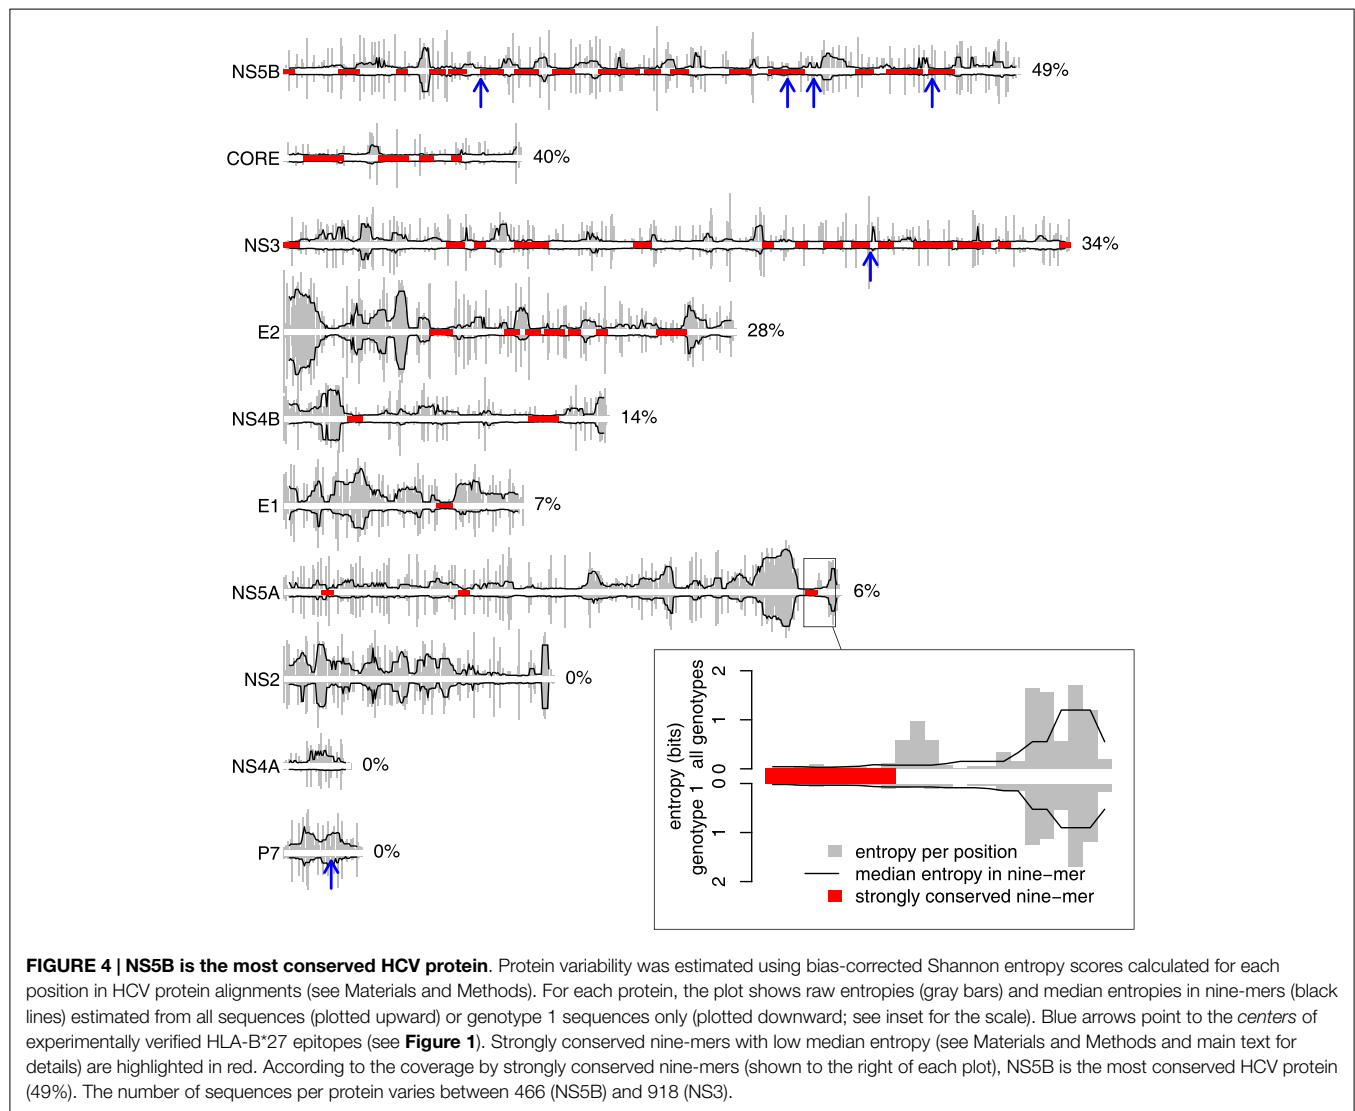 NS5B
49%
CORE
40%
NS3
34%
E2
28%
NS4B
14%
E1
7%
NS5A
6%
NS2
0%
NS4A
0%
P7
0%
entropy (bits)
genotype 1 all genotypes
2
1
0
0
1
2
entropy per position
median entropy in nine−mer
strongly conserved nine−mer
FIGURE 4 | NS5B is the most conserved HCV protein. Protein variability was estimated using bias-corrected Shannon entropy scores calculated for each
position in HCV protein alignments (see Materials and Methods). For each protein, the plot shows raw entropies (gray bars) and median entropies in nine-mers (black
lines) estimated from all sequences (plotted upward) or genotype 1 sequences only (plotted downward; see inset for the scale). Blue arrows point to the centers of
experimentally verified HLA-B*27 epitopes (see Figure 1). Strongly conserved nine-mers with low median entropy (see Materials and Methods and main text for
details) are highlighted in red. According to the coverage by strongly conserved nine-mers (shown to the right of each plot), NS5B is the most conserved HCV protein
(49%). The number of sequences per protein varies between 466 (NS5B) and 918 (NS3).